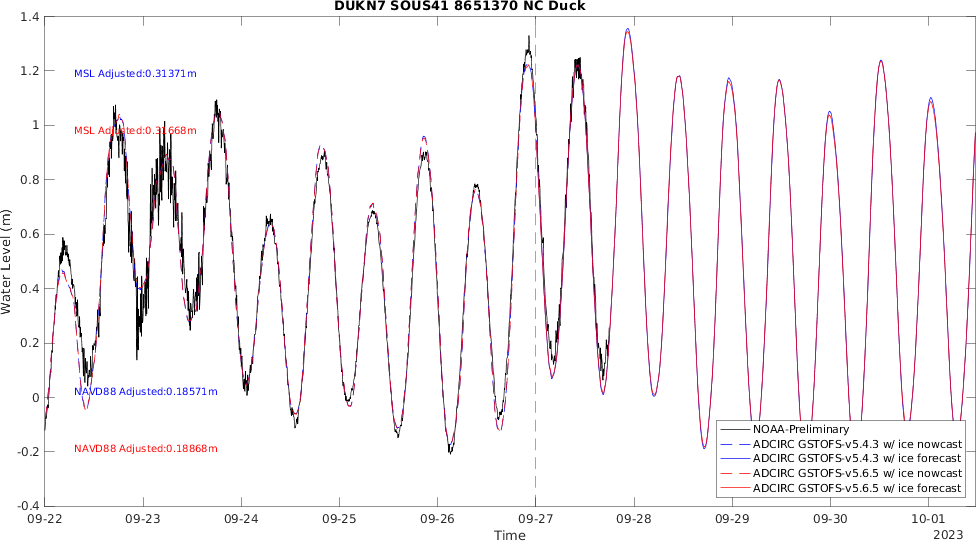 DUKN7 SOUS41 8651370 NC Duck
1.4
1.2
1
0.8
0.6
0.4
0.2
0
-0.2
-0.4
Water Level (m)
MSL Adjusted:0.31371m
MSL Adjusted:0.31668m
NAVD88 Adjusted:0.18571m
NAVD88 Adjusted:0.18868m
NOAA-Preliminary
ADCIRC GSTOFS-v5.4.3 w/ ice nowcast
ADCIRC GSTOFS-v5.4.3 w/ ice forecast
ADCIRC GSTOFS-v5.6.5 w/ ice nowcast
ADCIRC GSTOFS-v5.6.5 w/ ice forecast
09-22 09-23 09-24 09-25 09-26 09-27 09-28 09-29 09-30 10-01
Time
2023